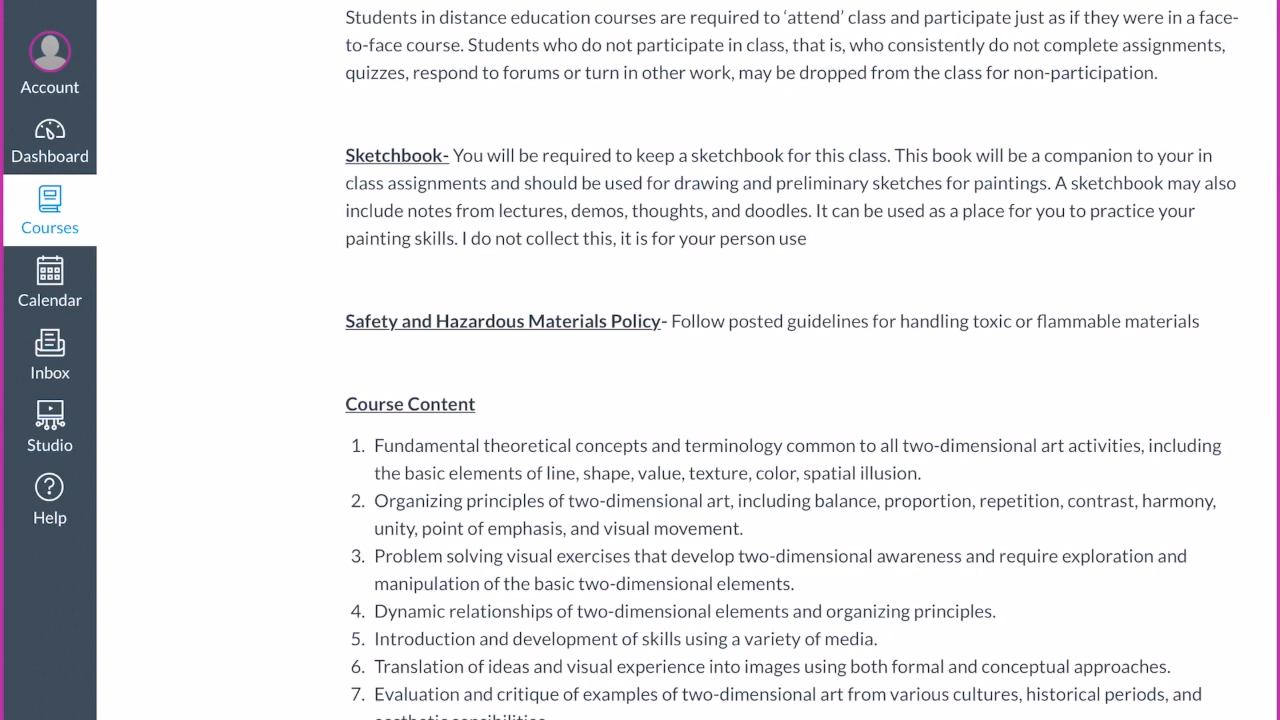 Account
Dashboard
Courses
Calendar
Inbox
Studio
Help
Students in distance education courses are required to ‘attend’ class and participate just as if they were in a face-
to-face course. Students who do not participate in class, that is, who consistently do not complete assignments,
quizzes, respond to forums or turn in other work, may be dropped from the class for non-participation.
Sketchbook- You will be required to keep a sketchbook for this class. This book will be a companion to your in
class assignments and should be used for drawing and preliminary sketches for paintings. A sketchbook may also
include notes from lectures, demos, thoughts, and doodles. It can be used as a place for you to practice your
painting skills. I do not collect this, it is for your person use
Safety and Hazardous Materials Policy- Follow posted guidelines for handling toxic or flammable materials
Course Content
1. Fundamental theoretical concepts and terminology common to all two-dimensional art activities, including
the basic elements of line, shape, value, texture, color, spatial illusion.
2. Organizing principles of two-dimensional art, including balance, proportion, repetition, contrast, harmony,
unity, point of emphasis, and visual movement.
3. Problem solving visual exercises that develop two-dimensional awareness and require exploration and
manipulation of the basic two-dimensional elements.
4. Dynamic relationships of two-dimensional elements and organizing principles.
5. Introduction and development of skills using a variety of media.
6. Translation of ideas and visual experience into images using both formal and conceptual approaches.
7. Evaluation and critique of examples of two-dimensional art from various cultures, historical periods, and